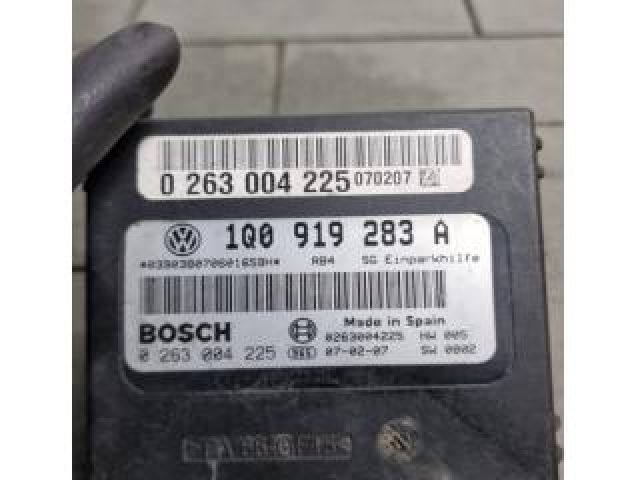 0 263 004 225 070207
1Q0 919 283 A
RB4 SG Einparkhilfe
BOSCH
Made in Spain
0263004225 HW 005
0 263 004 225 07-02-07 SW 0802